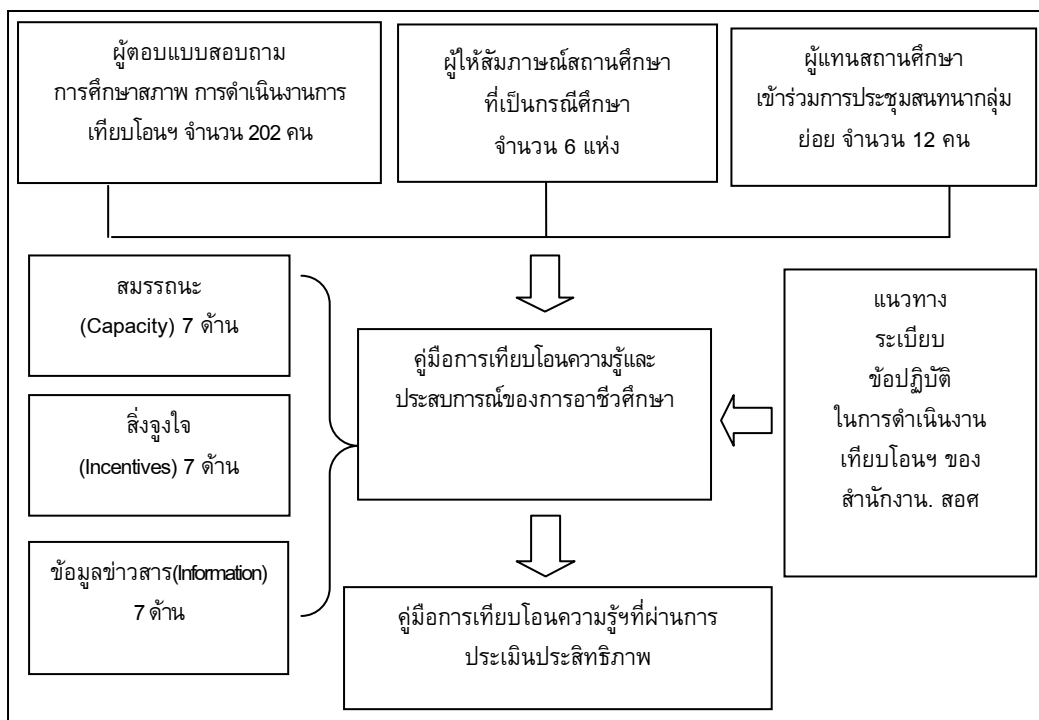 ผู้ตอบแบบสอบถาม
การศึกษาสภาพ การดำเนินงานการ
เทียบโอนฯ จำนวน 202 คน
ผู้ให้สัมภาษณ์สถานศึกษา
ที่เป็นกรณีศึกษา
จำนวน 6 แห่ง
ผู้แทนสถานศึกษา
เข้าร่วมการประชุมสนทนากลุ่ม
ย่อย จำนวน 12 คน
สมรรถนะ
(Capacity) 7 ด้าน
สิ่งจูงใจ
(Incentives) 7 ด้าน
ข้อมูลข่าวสาร(Information)
7 ด้าน
คู่มือการเทียบโอนความรู้และ
ประสบการณ์ของการอาชีวศึกษา
แนวทาง
ระเบียบ
ข้อปฏิบัติ
ในการดำเนินงาน
เทียบโอนฯ ของ
สำนักงาน. สอศ
คู่มือการเทียบโอนความรู้ฯที่ผ่านการ
ประเมินประสิทธิภาพ